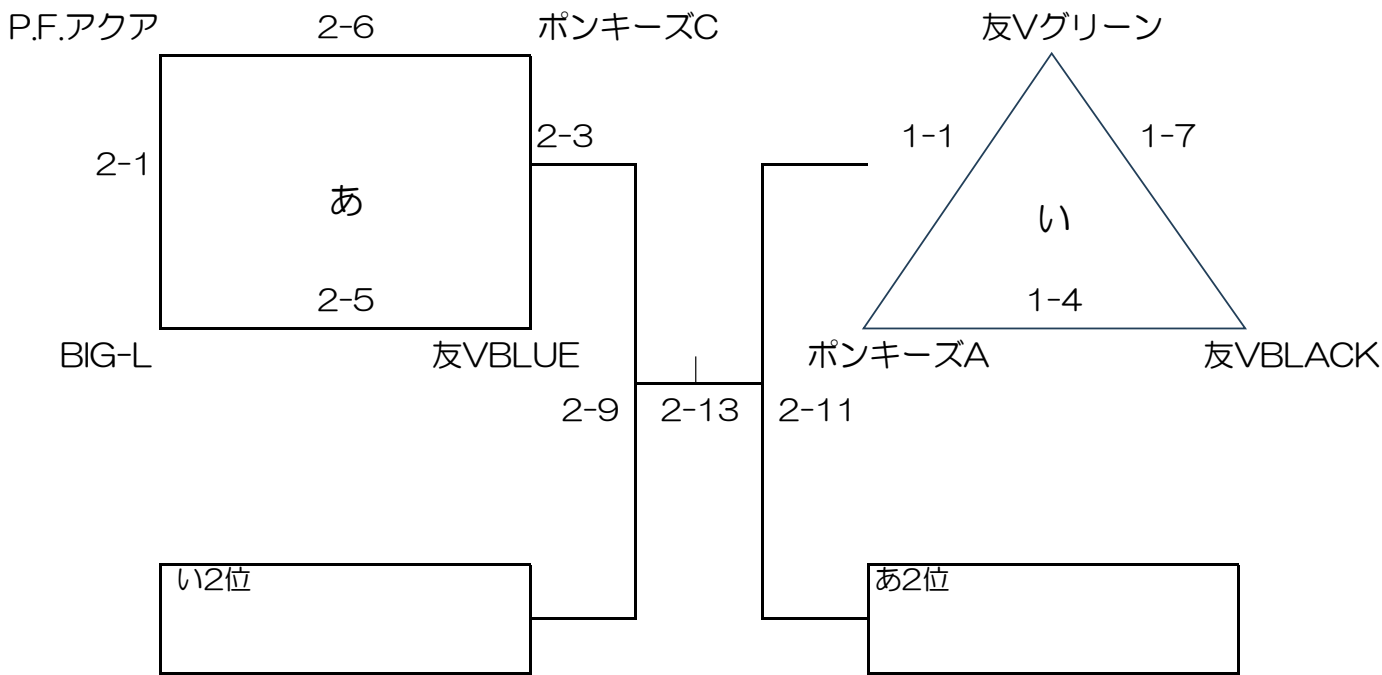 P.F.アクア 2-6 ポンキーズC 友Vグリーン
2-3 1-1 1-7
2-1
あ い
2-5 1-4
BIG-L 友VBLUE ポンキーズA 友VBLACK
2-9 2-13 2-11
い2位 あ2位